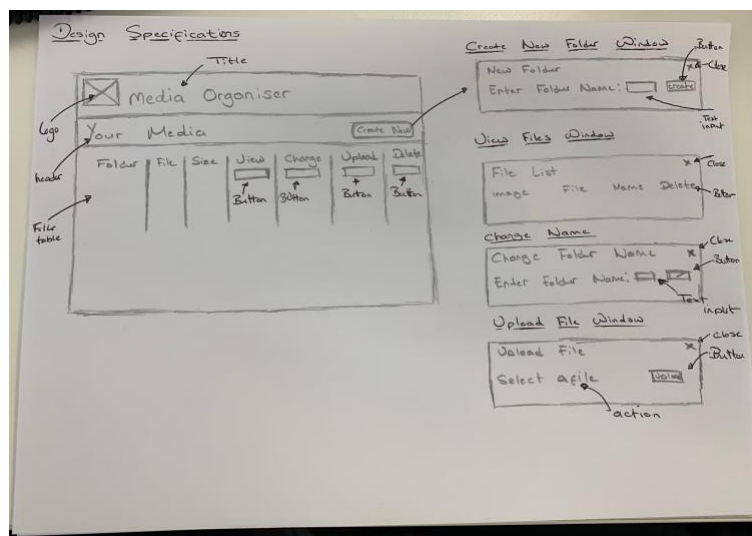 Design Specifications
Title
Media Organiser
Logo
Your Media
Create New
header
Folder File Size View Change Upload Delete
Button Button Button Button
table
Create New Folder Window
Button
New Folder
x Close
Enter Folder Name: Create
Text input
View Files Window
File List
x Close
image File Name Delete
Button
Change Name
Change Folder Name
x Close
Button
Enter Folder Name:
Text input
Upload File Window
Upload File
x close
Button
Select a file
Upload
action